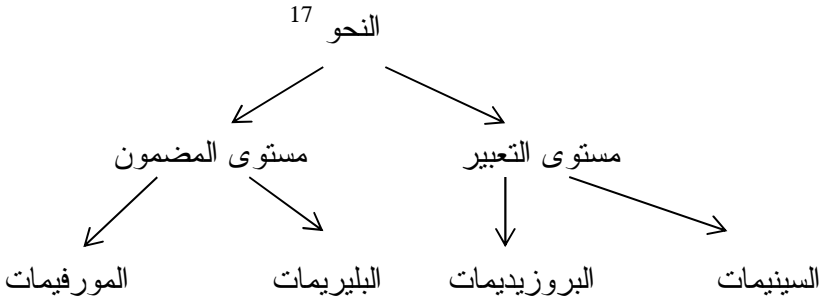 النحو 17
مستوى التعبير مستوى المضمون
السينيمات البروزيديمات البليريمات المورفيمات